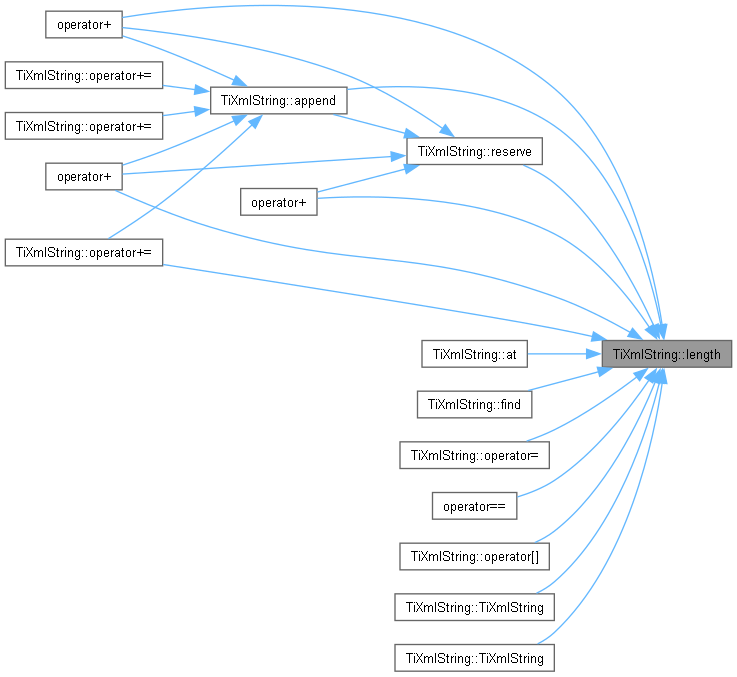 operator+
TiXmlString::operator+=
TiXmlString::append
TiXmlString::operator+=
TiXmlString::reserve
operator+
operator+
TiXmlString::operator+=
TiXmlString::length
TiXmlString::at
TiXmlString::find
TiXmlString::operator=
operator==
TiXmlString::operator[]
TiXmlString::TiXmlString
TiXmlString::TiXmlString